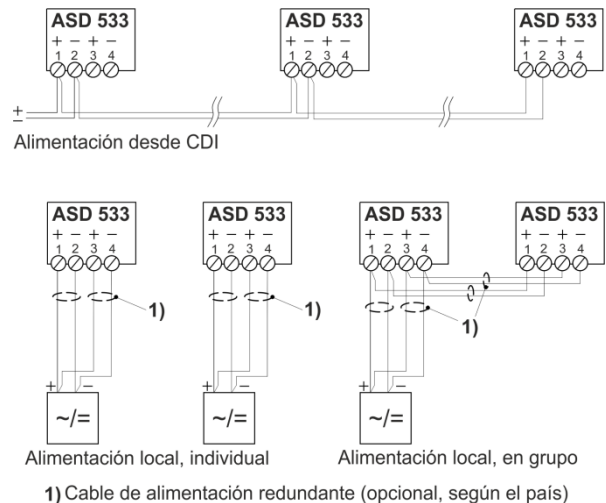 ASD 533 ASD 533 ASD 533
+ − + − + − + − + − + −
1 2 3 4 1 2 3 4 1 2 3 4
+
−
Alimentación desde CDI
ASD 533 ASD 533 ASD 533 ASD 533
+ − + − + − + − + − + − + − + −
1 2 3 4 1 2 3 4 1 2 3 4 1 2 3 4
1) 1) 1)
+ − + − + −
~/= ~/= ~/=
Alimentación local, individual Alimentación local, en grupo
1) Cable de alimentación redundante (opcional, según el país)